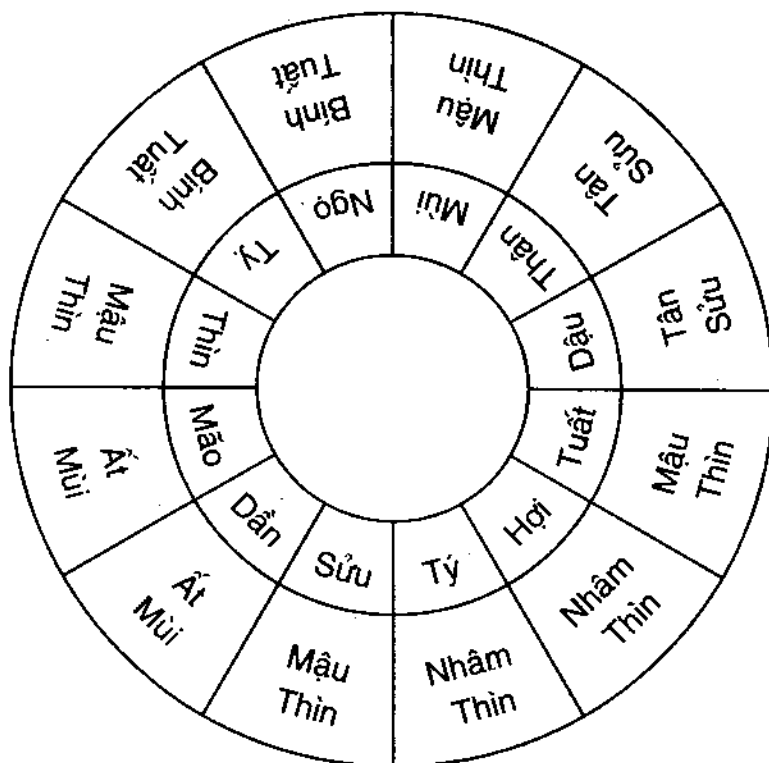 Bính
Tuất
Mậu
Thìn
Tân
Sửu
Tân
Sửu
Mậu
Thìn
Nhâm
Thìn
Nhâm
Thìn
Mậu
Thìn
Ất
Mùi
Ất
Mùi
Mậu
Thìn
Bính
Tuất
Ngọ
Mùi
Thân
Dậu
Tuất
Hợi
Tý
Sửu
Dần
Mão
Thìn
Tỵ